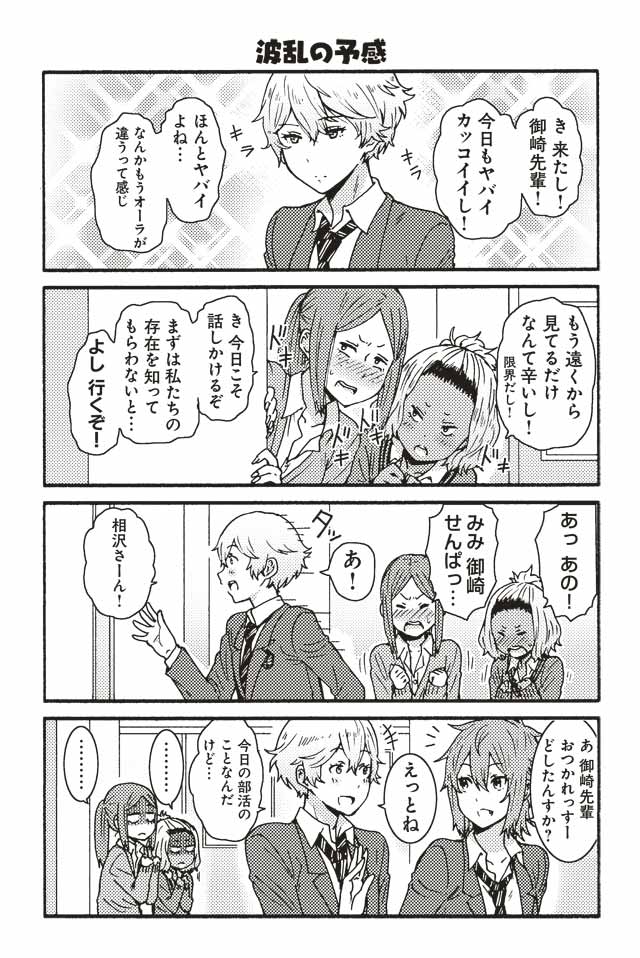 波乱の予感
き 来たし！
御崎先輩！
今日もヤバイ
カッコイイし！
キラ
キラ
ほんとヤバイ
よね…
なんかもうオーラが
違うって感じ
もう遠くから
見てるだけ
なんて辛いし！
限界だし！
ドキ
ドキ
ドキ
ドキ
き 今日こそ
話しかけるぞ
まずは私たちの
存在を知って
もらわないと…
よし 行くぞ！
あっ あの！
みみ 御崎
せんぱっ…
あ！
タッ
相沢さーん！
あ 御崎先輩
おつかれっすー
どしたんすか？
えっとね
今日の部活の
ことなんだ
けど…
………
………